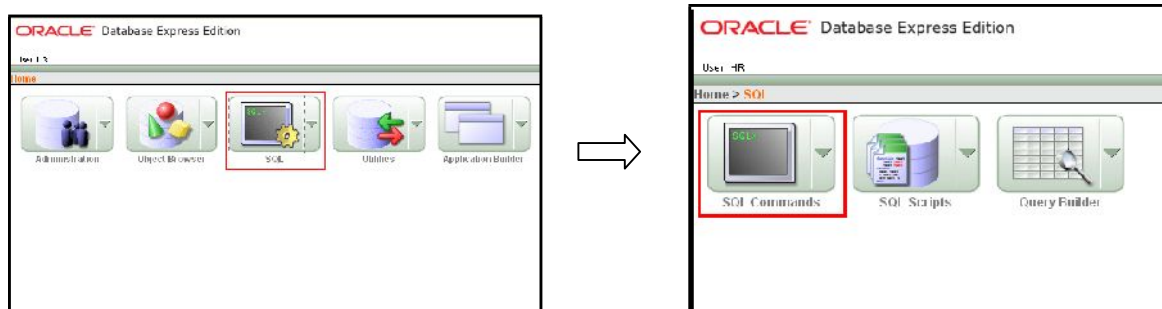 ORACLE Database Express Edition
Home
Administration
Object Browser
SQL
Utilities
Application Builder
ORACLE Database Express Edition
User HR
Home > SQL
SQL>
SQL Commands
SQL Scripts
Query Builder